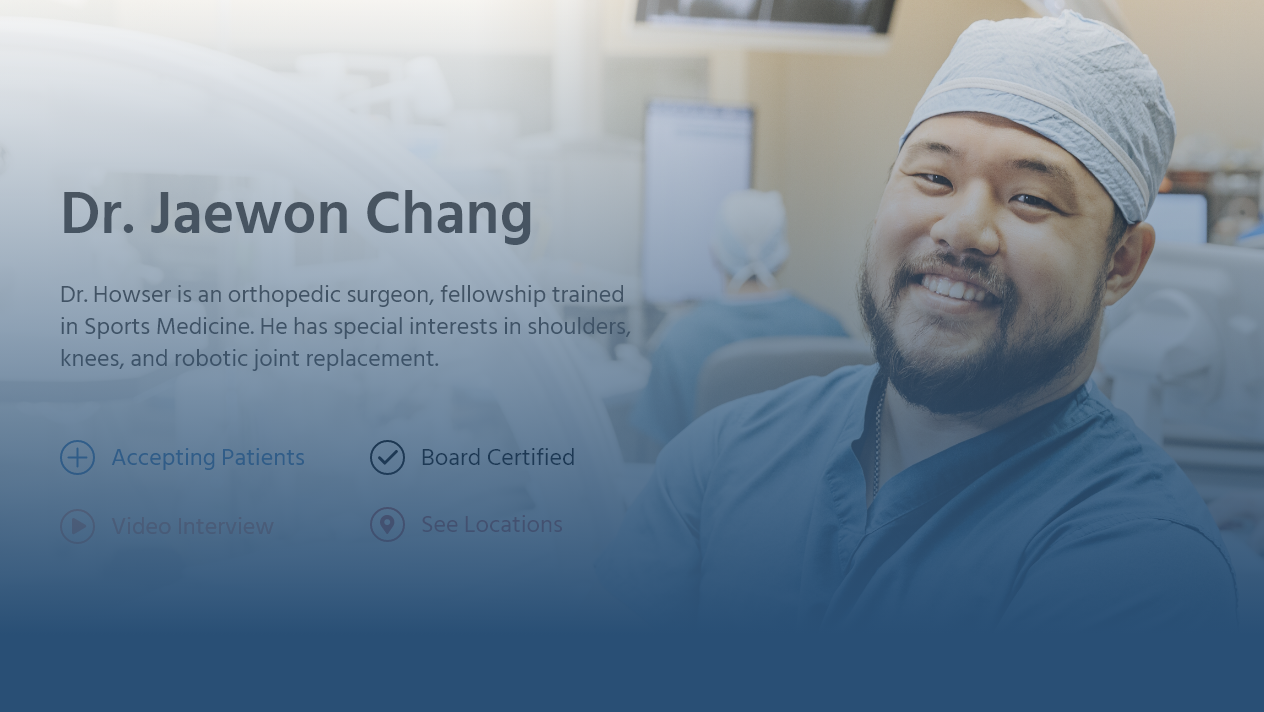 Dr. Jaewon Chang
Dr. Howser is an orthopedic surgeon, fellowship trained
in Sports Medicine. He has special interests in shoulders,
knees, and robotic joint replacement.
Accepting Patients
Board Certified
Video Interview
See Locations